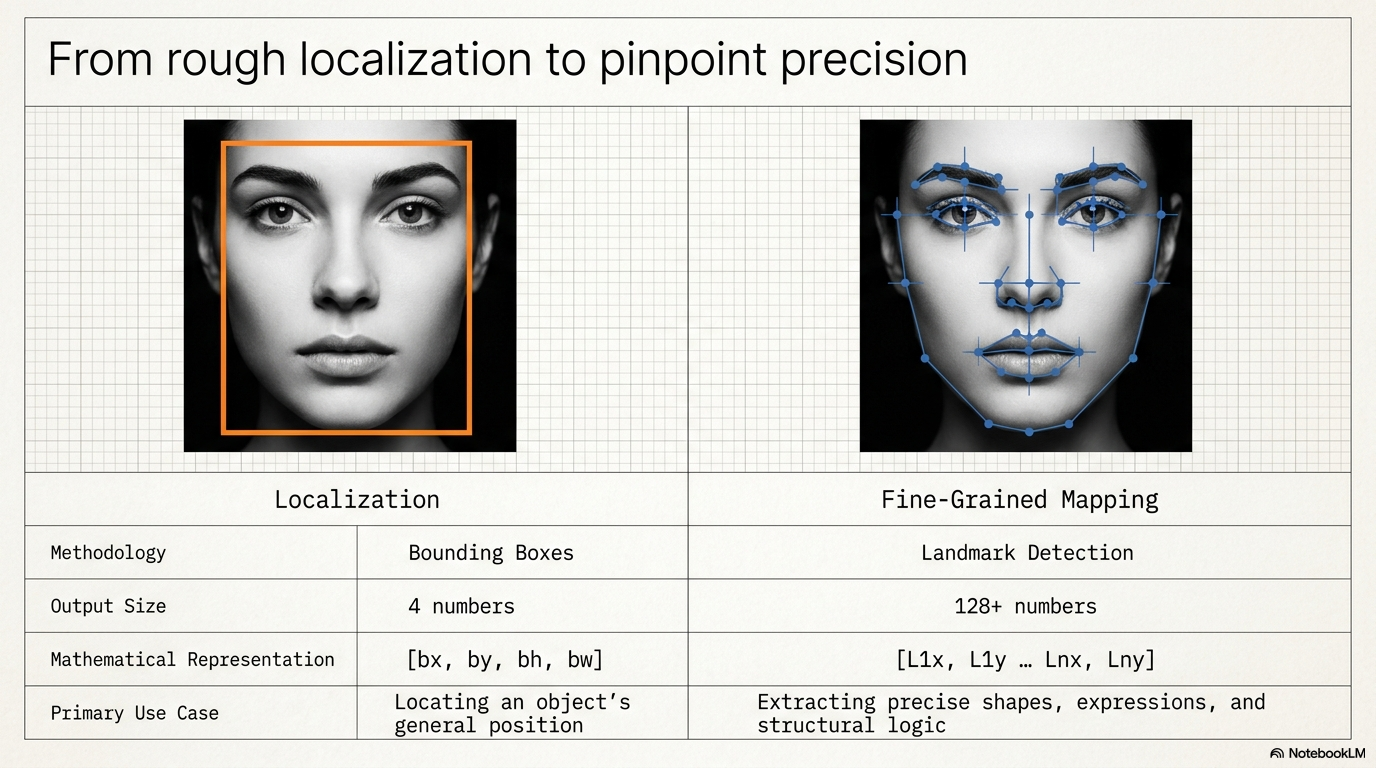 From rough localization to pinpoint precision
Localization
Fine-Grained Mapping
Methodology
Bounding Boxes
Landmark Detection
Output Size
4 numbers
128+ numbers
Mathematical Representation
[bx, by, bh, bw]
[L1x, L1y … Lnx, Lny]
Primary Use Case
Locating an object’s
general position
Extracting precise shapes, expressions, and
structural logic
NotebookLM